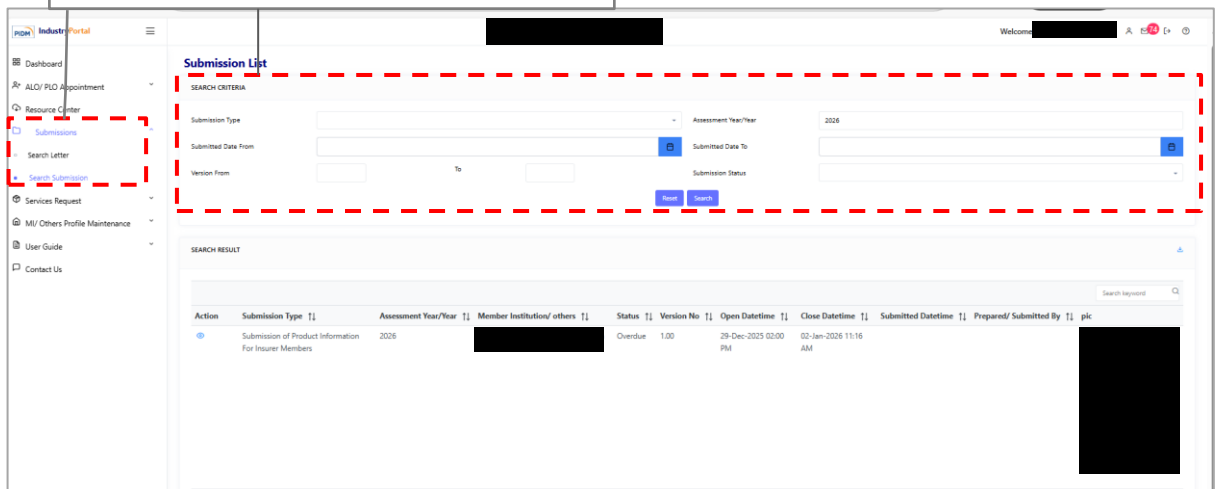 PIDM IndustryPortal
Welcome
74
Dashboard
ALO/ PLO Appointment
Resource Center
Submissions
Search Letter
Search Submission
Services Request
MI/ Others Profile Maintenance
User Guide
Contact Us
Submission List
SEARCH CRITERIA
Submission Type
Assessment Year/Year 2026
Submitted Date From
Submitted Date To
Version From To
Submission Status
Reset Search
SEARCH RESULT
Search keyword
Action Submission Type Assessment Year/Year Member Institution/ others Status Version No Open Datetime Close Datetime Submitted Datetime Prepared/ Submitted By pic
Submission of Product Information 2026 Overdue 1.00 29-Dec-2025 02:00 02-Jan-2026 11:16
For Insurer Members PM AM